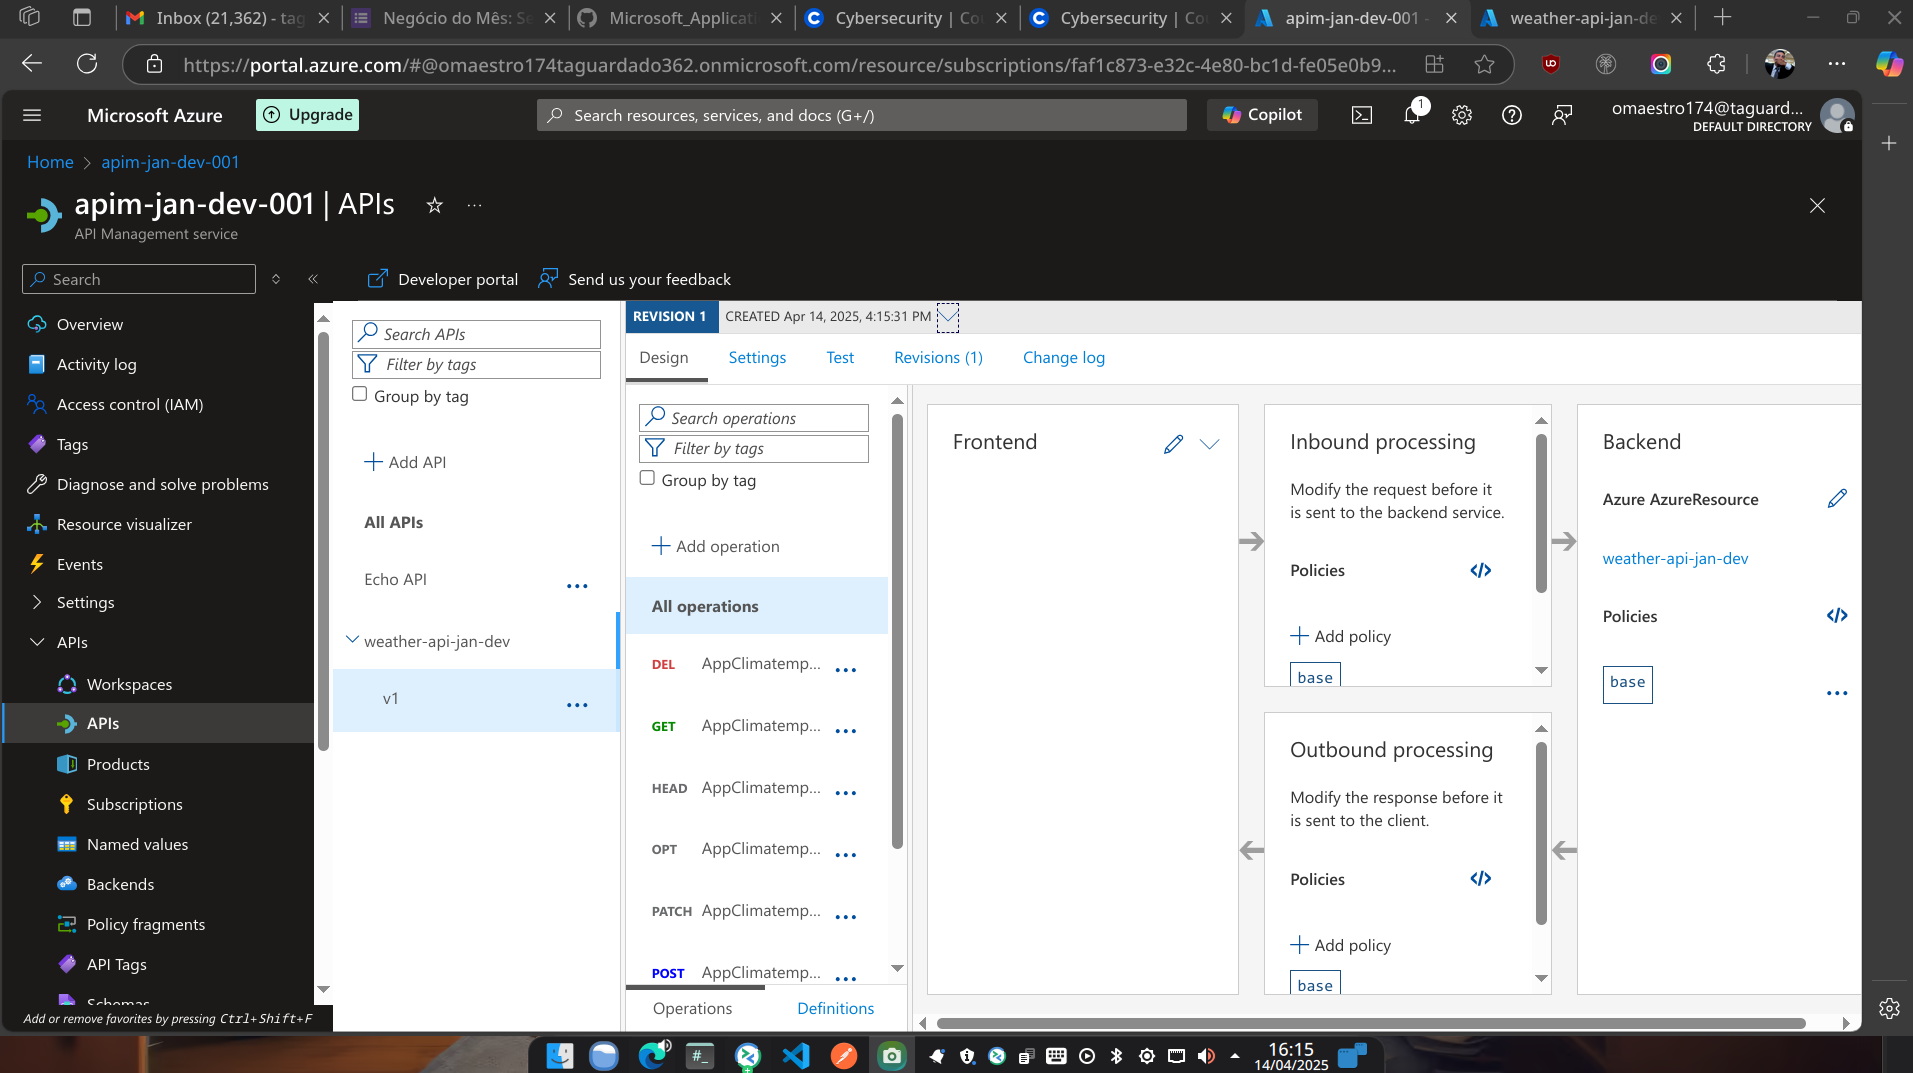 Inbox (21,362) - tag
Negócio do Mês: Se
Microsoft_Applicati
Cybersecurity | Cou
Cybersecurity | Cou
apim-jan-dev-001 -
weather-api-jan-de
https://portal.azure.com/#@omaestro174taguardado362.onmicrosoft.com/resource/subscriptions/faf1c873-e32c-4e80-bc1d-fe05e0b9...
Microsoft Azure
Upgrade
Search resources, services, and docs (G+/)
Copilot
1
omaestro174@taguard...
DEFAULT DIRECTORY
Home > apim-jan-dev-001
apim-jan-dev-001 | APIs
API Management service
Search
Developer portal
Send us your feedback
Overview
Activity log
Access control (IAM)
Tags
Diagnose and solve problems
Resource visualizer
Events
Settings
APIs
Workspaces
APIs
Products
Subscriptions
Named values
Backends
Policy fragments
API Tags
Schemas
Add or remove favorites by pressing Ctrl+Shift+F
Search APIs
Filter by tags
Group by tag
Add API
All APIs
Echo API
weather-api-jan-dev
v1
REVISION 1
CREATED Apr 14, 2025, 4:15:31 PM
Design
Settings
Test
Revisions (1)
Change log
Search operations
Filter by tags
Group by tag
Add operation
All operations
DEL AppClimatemp...
GET AppClimatemp...
HEAD AppClimatemp...
OPT AppClimatemp...
PATCH AppClimatemp...
POST AppClimatemp...
Operations
Definitions
Frontend
Inbound processing
Modify the request before it
is sent to the backend service.
Policies
Add policy
base
Outbound processing
Modify the response before it
is sent to the client.
Policies
Add policy
base
Backend
Azure AzureResource
weather-api-jan-dev
Policies
base
16:15
14/04/2025